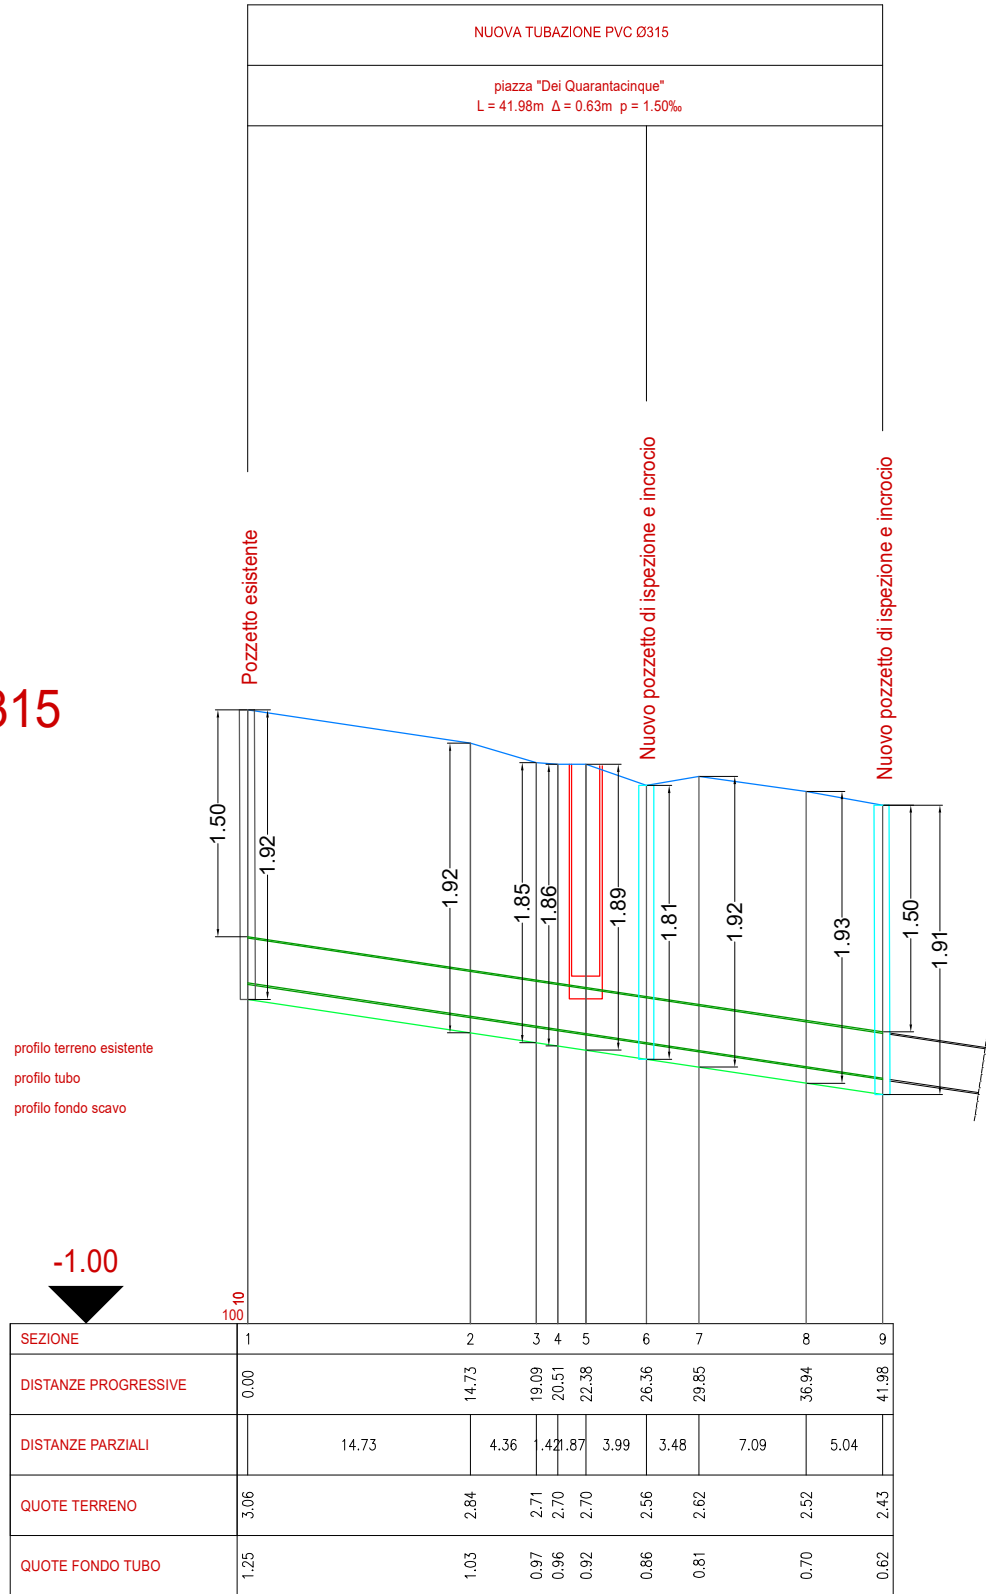 NUOVA TUBAZIONE PVC Ø315
piazza "Dei Quarantacinque"
L = 41.98m Δ = 0.63m p = 1.50‰
Pozzetto esistente
Nuovo pozzetto di ispezione e incrocio
Nuovo pozzetto di ispezione e incrocio
315
1.50
1.92
1.92
1.85
1.86
1.89
1.81
1.92
1.93
1.50
1.91
profilo terreno esistente
profilo tubo
profilo fondo scavo
-1.00
10
100
SEZIONE 1 2 3 4 5 6 7 8 9
DISTANZE PROGRESSIVE 0.00 14.73 19.09 20.51 22.38 26.36 29.85 36.94 41.98
DISTANZE PARZIALI 14.73 4.36 1.42 1.87 3.99 3.48 7.09 5.04
QUOTE TERRENO 3.06 2.84 2.71 2.70 2.70 2.56 2.62 2.52 2.43
QUOTE FONDO TUBO 1.25 1.03 0.97 0.96 0.92 0.86 0.81 0.70 0.62